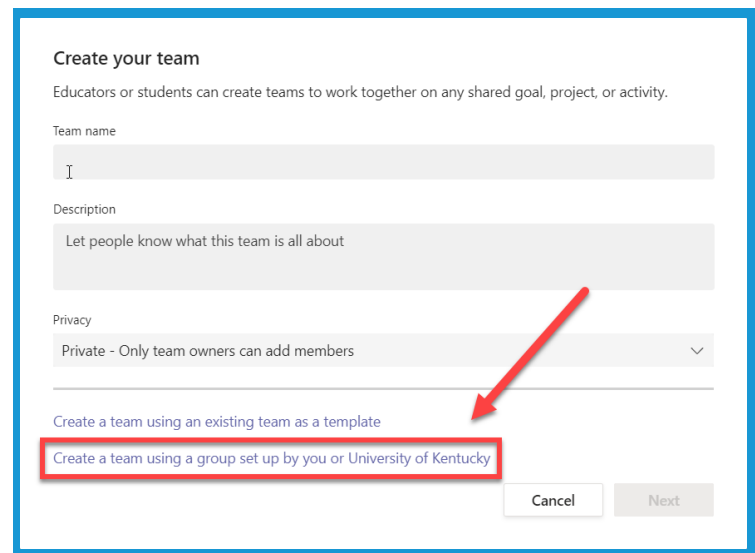 Create your team
Educators or students can create teams to work together on any shared goal, project, or activity.
Team name
Description
Let people know what this team is all about
Privacy
Private - Only team owners can add members
Create a team using an existing team as a template
Create a team using a group set up by you or University of Kentucky
Cancel Next